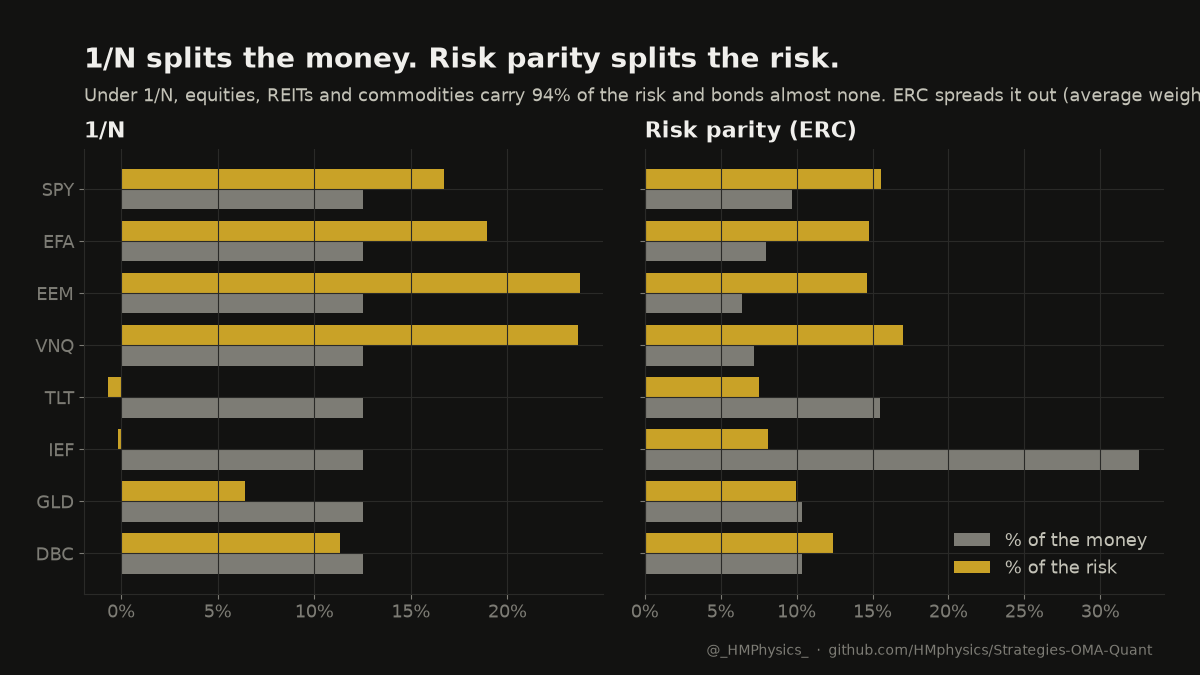 1/N splits the money. Risk parity splits the risk.
Under 1/N, equities, REITs and commodities carry 94% of the risk and bonds almost none. ERC spreads it out (average
1/N
Risk parity (ERC)
SPY
EFA
EEM
VNQ
TLT
IEF
GLD
DBC
0% 5% 10% 15% 20%
0% 5% 10% 15% 20% 25% 30%
% of the money
% of the risk
@_HMPhysics_ · github.com/HMphysics/Strategies-OMA-Quant